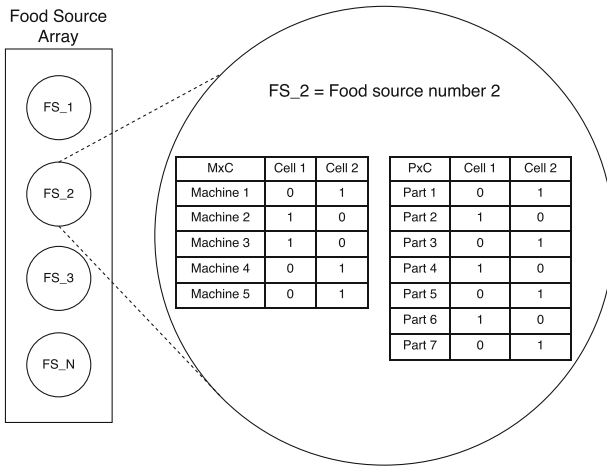 Food Source
Array
FS_1
FS_2
FS_3
FS_N
FS_2 = Food source number 2
MxC Cell 1 Cell 2
Machine 1 0 1
Machine 2 1 0
Machine 3 1 0
Machine 4 0 1
Machine 5 0 1
PxC Cell 1 Cell 2
Part 1 0 1
Part 2 1 0
Part 3 0 1
Part 4 1 0
Part 5 0 1
Part 6 1 0
Part 7 0 1